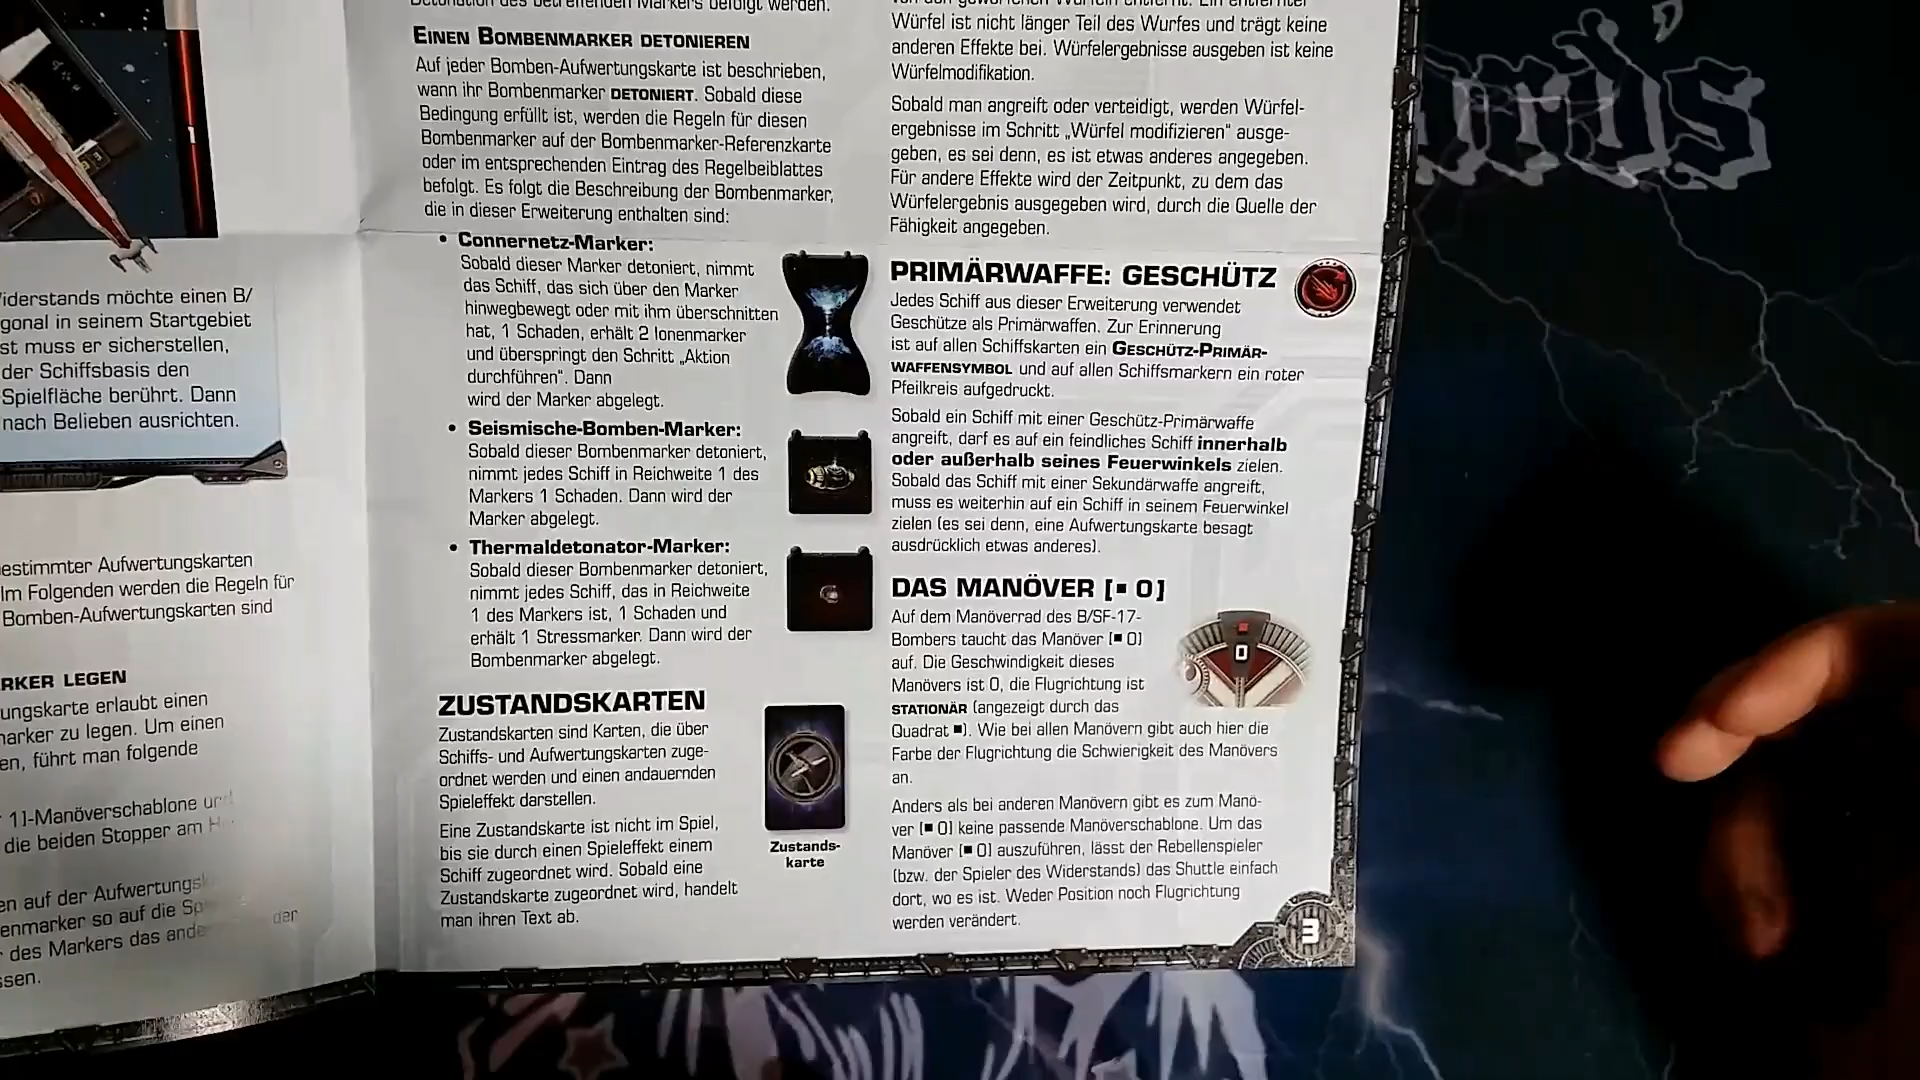 iderstands möchte einen B/
gonal in seinem Startgebiet
st muss er sicherstellen,
der Schiffsbasis den
Spielfläche berührt. Dann
nach Belieben ausrichten.
estimmter Aufwertungskarten
Im Folgenden werden die Regeln für
Bomben-Aufwertungskarten sind
RKER LEGEN
ungskarte erlaubt einen
marker zu legen. Um einen
en, führt man folgende
1]-Manöverschablone und
die beiden Stopper am
en auf der Aufwertungsk
enmarker so auf die Sp
der
des Markers das ande
ssen.
Detonation des betreffenden Markers befolgt werden.
EINEN BOMBENMARKER DETONIEREN
Auf jeder Bomben-Aufwertungskarte ist beschrieben,
wann ihr Bombenmarker DETONIERT. Sobald diese
Bedingung erfüllt ist, werden die Regeln für diesen
Bombenmarker auf der Bombenmarker-Referenzkarte
oder im entsprechenden Eintrag des Regelbeiblattes
befolgt. Es folgt die Beschreibung der Bombenmarker,
die in dieser Erweiterung enthalten sind:
• Connernetz-Marker:
Sobald dieser Marker detoniert, nimmt
das Schiff, das sich über den Marker
hinwegbewegt oder mit ihm überschnitten
hat, 1 Schaden, erhält 2 Ionenmarker
und überspringt den Schritt „Aktion
durchführen“. Dann
wird der Marker abgelegt.
• Seismische-Bomben-Marker:
Sobald dieser Bombenmarker detoniert,
nimmt jedes Schiff in Reichweite 1 des
Markers 1 Schaden. Dann wird der
Marker abgelegt.
• Thermaldetonator-Marker:
Sobald dieser Bombenmarker detoniert,
nimmt jedes Schiff, das in Reichweite
1 des Markers ist, 1 Schaden und
erhält 1 Stressmarker. Dann wird der
Bombenmarker abgelegt.
ZUSTANDSKARTEN
Zustandskarten sind Karten, die über
Schiffs- und Aufwertungskarten zuge-
ordnet werden und einen andauernden
Spieleffekt darstellen.
Eine Zustandskarte ist nicht im Spiel,
bis sie durch einen Spieleffekt einem
Schiff zugeordnet wird. Sobald eine
Zustandskarte zugeordnet wird, handelt
man ihren Text ab.
Zustands-
karte
von den geworfenen Würfeln entfernt. Ein entfernter
Würfel ist nicht länger Teil des Wurfes und trägt keine
anderen Effekte bei. Würfelergebnisse ausgeben ist keine
Würfelmodifikation.
Sobald man angreift oder verteidigt, werden Würfel-
ergebnisse im Schritt „Würfel modifizieren“ ausge-
geben, es sei denn, es ist etwas anderes angegeben.
Für andere Effekte wird der Zeitpunkt, zu dem das
Würfelergebnis ausgegeben wird, durch die Quelle der
Fähigkeit angegeben.
PRIMÄRWAFFE: GESCHÜTZ
Jedes Schiff aus dieser Erweiterung verwendet
Geschütze als Primärwaffen. Zur Erinnerung
ist auf allen Schiffskarten ein GESCHÜTZ-PRIMÄR-
WAFFENSYMBOL und auf allen Schiffsmarkern ein roter
Pfeilkreis aufgedruckt.
Sobald ein Schiff mit einer Geschütz-Primärwaffe
angreift, darf es auf ein feindliches Schiff innerhalb
oder außerhalb seines Feuerwinkels zielen.
Sobald das Schiff mit einer Sekundärwaffe angreift,
muss es weiterhin auf ein Schiff in seinem Feuerwinkel
zielen (es sei denn, eine Aufwertungskarte besagt
ausdrücklich etwas anderes).
DAS MANÖVER [■ 0]
Auf dem Manöverrad des B/SF-17-
Bombers taucht das Manöver [■ 0]
auf. Die Geschwindigkeit dieses
Manövers ist 0, die Flugrichtung ist
STATIONÄR (angezeigt durch das
Quadrat ■). Wie bei allen Manövern gibt auch hier die
Farbe der Flugrichtung die Schwierigkeit des Manövers
an.
0
Anders als bei anderen Manövern gibt es zum Manö-
ver [■ 0] keine passende Manöverschablone. Um das
Manöver [■ 0] auszuführen, lässt der Rebellenspieler
(bzw. der Spieler des Widerstands) das Shuttle einfach
dort, wo es ist. Weder Position noch Flugrichtung
werden verändert.
3